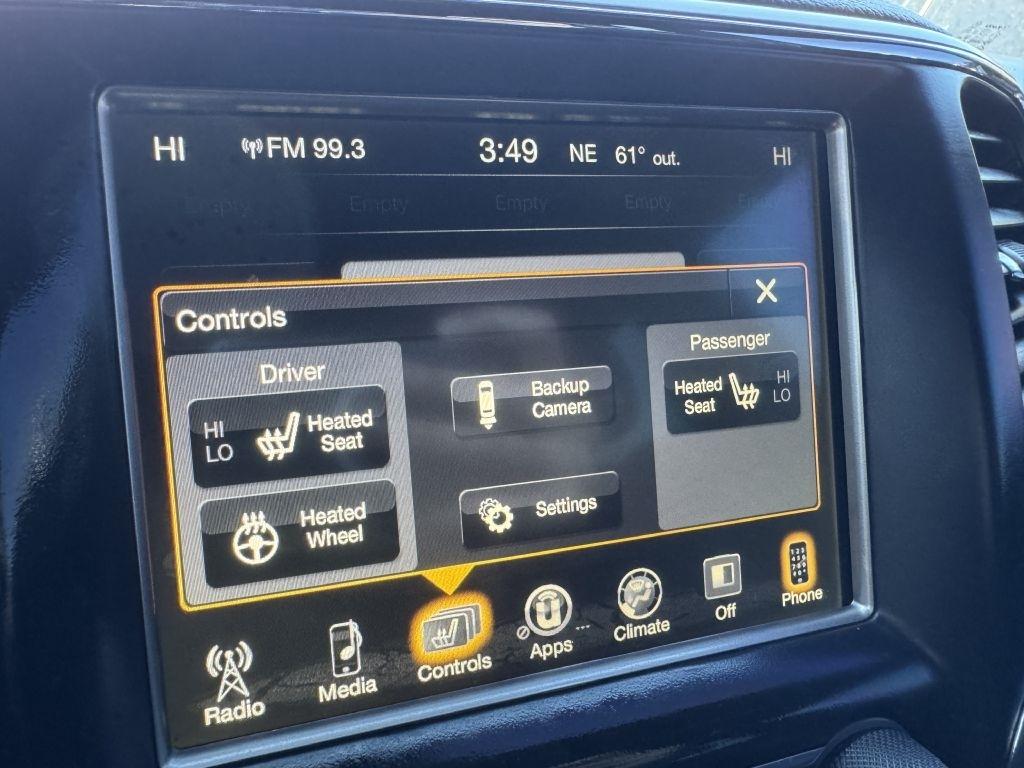 HI FM 99.3 3:49 NE 61° out. HI
Empty Empty Empty Empty Empty
Controls
Driver
HI
LO
Heated
Seat
Heated
Wheel
Backup
Camera
Settings
Passenger
Heated
Seat
HI
LO
Radio Media Controls Apps Climate Off Phone